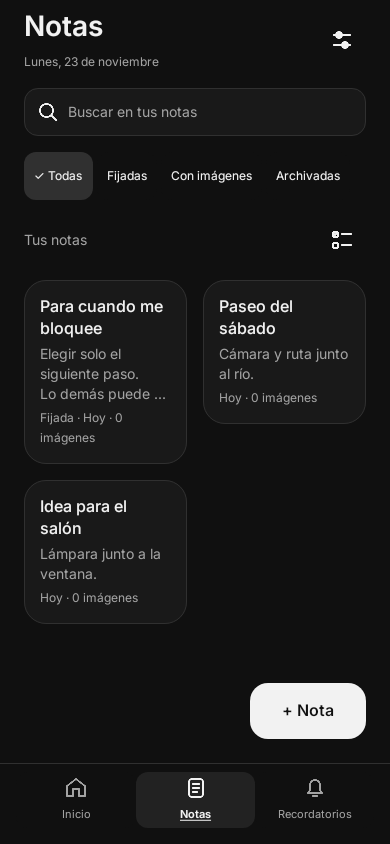 Notas
Lunes, 23 de noviembre
Buscar en tus notas
✓ Todas
Fijadas
Con imágenes
Archivadas
Tus notas
Para cuando me
bloquee
Elegir solo el
siguiente paso.
Lo demás puede ...
Fijada · Hoy · 0
imágenes
Paseo del
sábado
Cámara y ruta junto
al río.
Hoy · 0 imágenes
Idea para el
salón
Lámpara junto a la
ventana.
Hoy · 0 imágenes
+ Nota
Inicio
Notas
Recordatorios